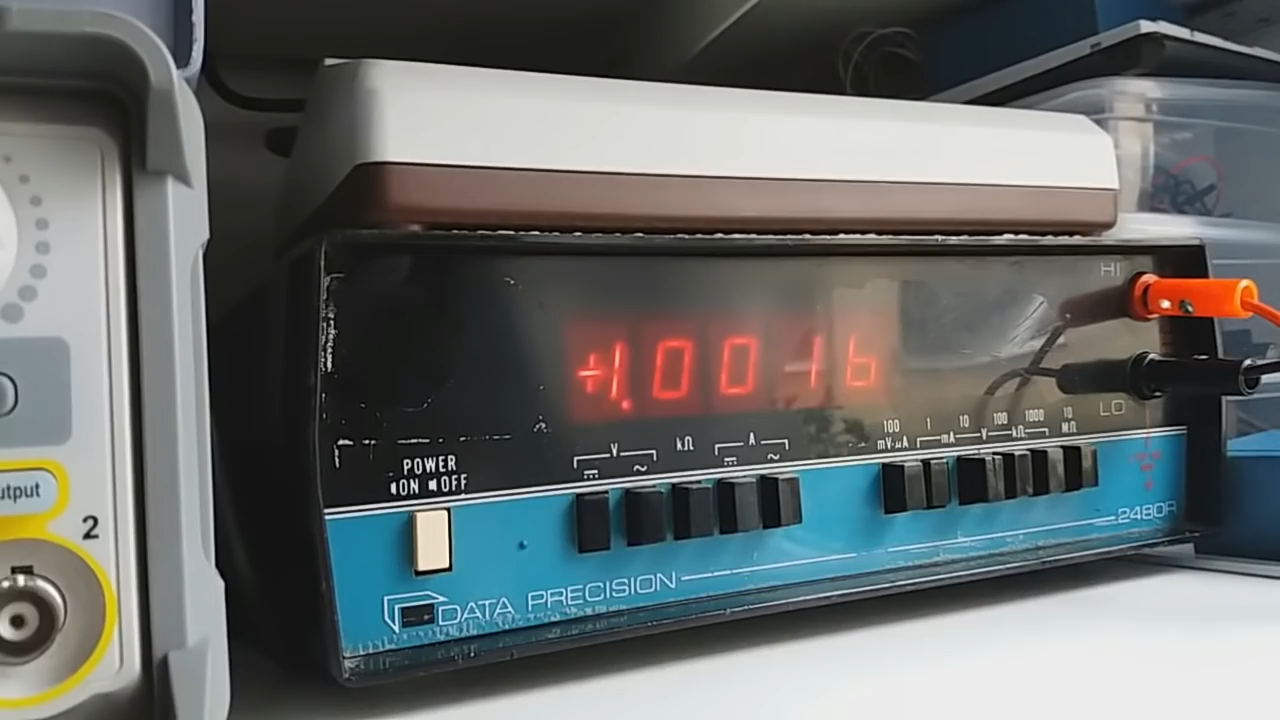 HI
+1.0016
LO
100 1 10 100 1000 10
mV·µA mA V kΩ MΩ
V kΩ A
~ ~
POWER
ON OFF
2480R
DATA PRECISION
utput
2